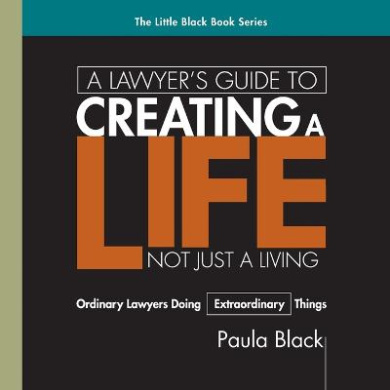 The Little Black Book Series
A LAWYER'S GUIDE TO
CREATING A
LIFE
NOT JUST A LIVING
Ordinary Lawyers Doing Extraordinary Things
Paula Black